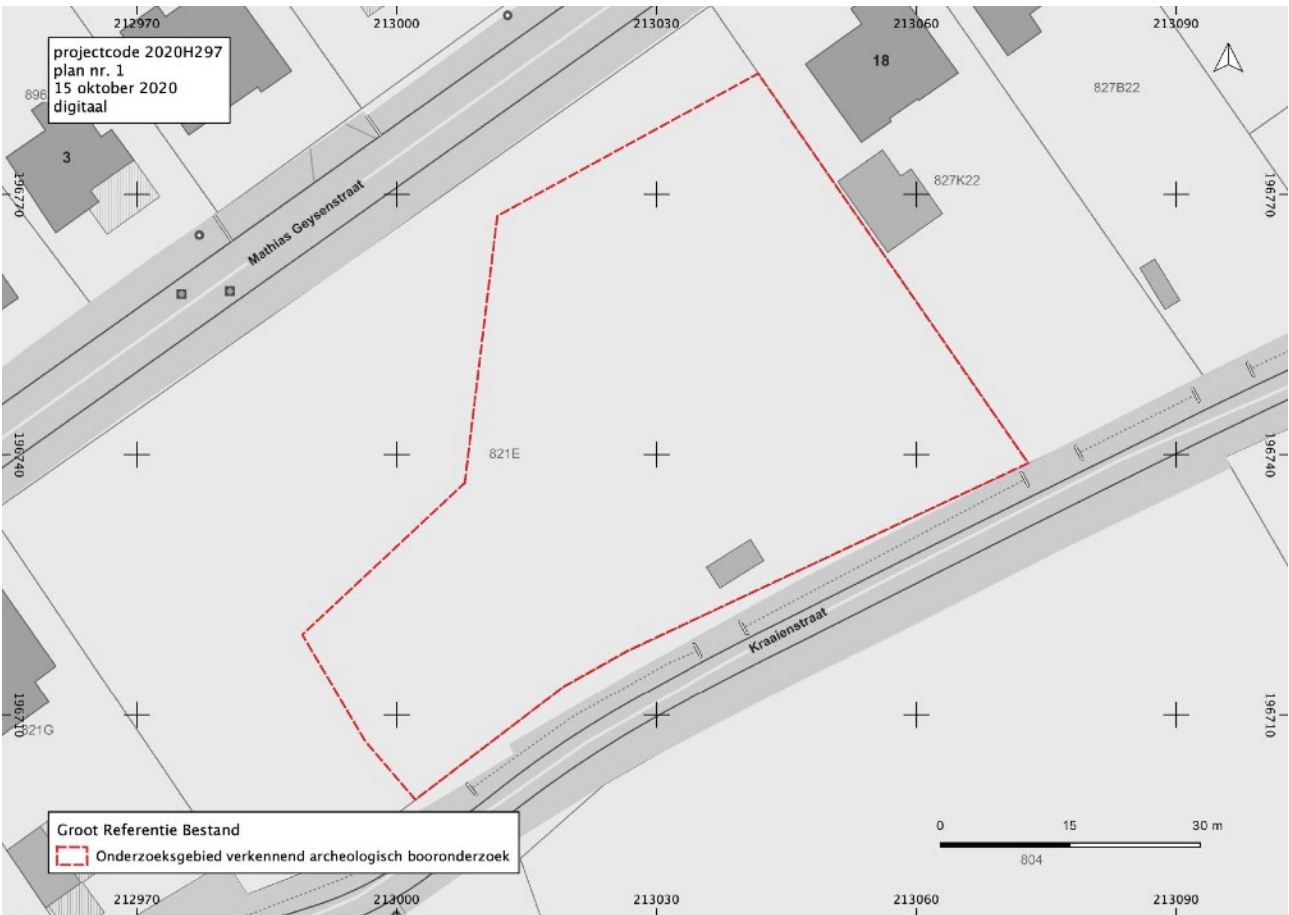 212970
213000
213030
213060
213090
projectcode 2020H297
plan nr. 1
15 oktober 2020
digitaal
896
18
827B22
3
827K22
196770
196770
Mathias Geysenstraat
196740
821E
196740
Kraaienstraat
196710
196710
821G
Groot Referentie Bestand
Onderzoeksgebied verkennend archeologisch booronderzoek
0 15 30 m
804
212970
213000
213030
213060
213090